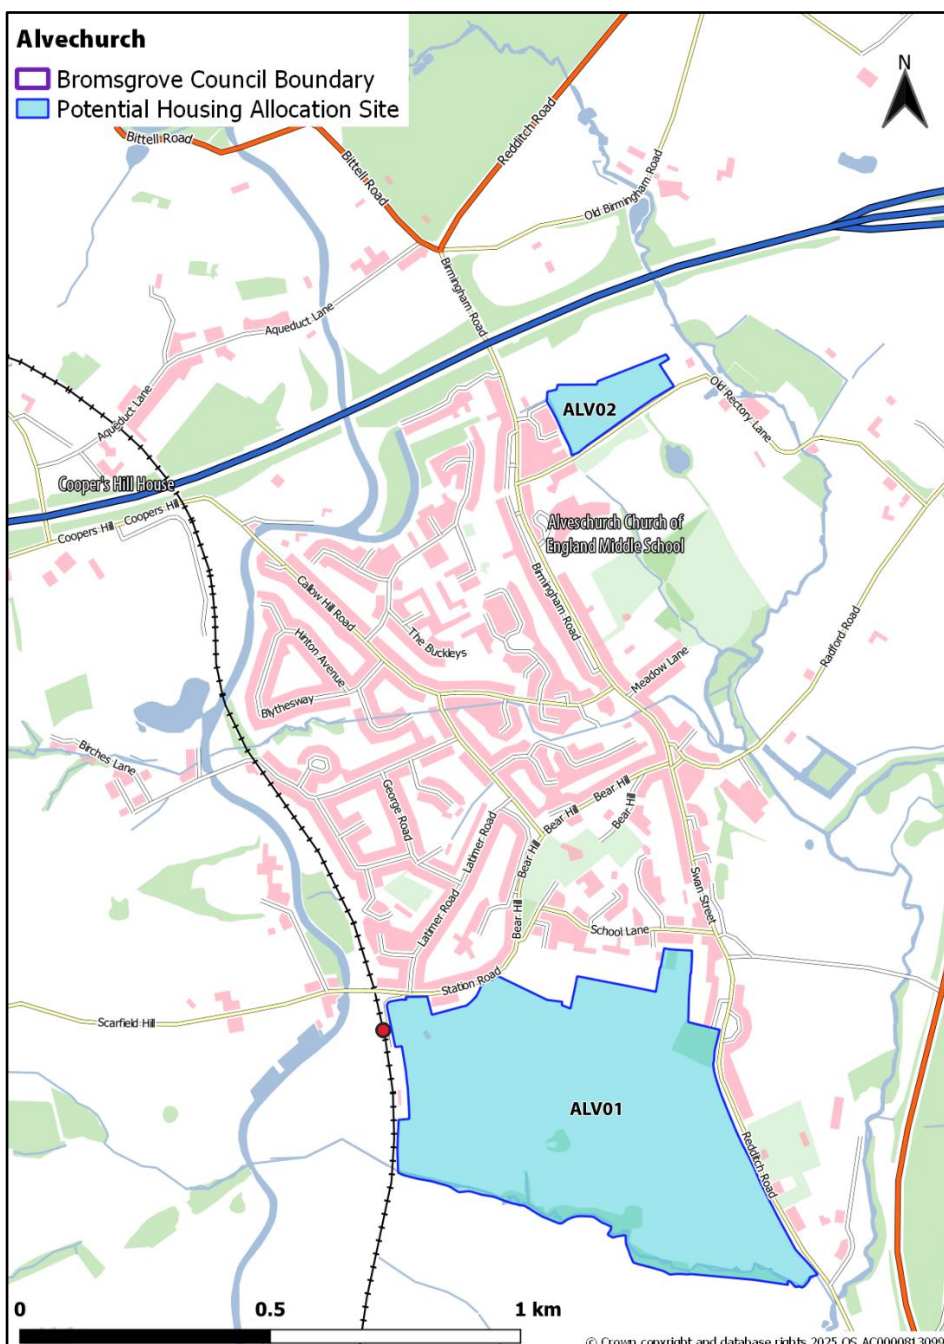 Alvechurch
Bromsgrove Council Boundary
Potential Housing Allocation Site
N
Bittell Road
Bittell Road
Redditch Road
Old Birmingham Road
Birmingham Road
Aqueduct Lane
Aqueduct Lane
ALV02
Old Rectory Lane
Cooper's Hill House
Coopers Hill
Coopers Hill
Alveschurch Church of
England Middle School
Birmingham Road
Callow Hill Road
The Buckleys
Hinton Avenue
Blythesway
Meadow Lane
Radford Road
Birches Lane
George Road
Latimer Road
Latimer Road
Bear Hill
Bear Hill
Bear Hill
Bear Hill
Bear Hill
Swan Street
School Lane
Station Road
Scarfield Hill
ALV01
Redditch Road
0
0.5
1 km
© Crown copyright and database rights 2025 OS AC0000813099